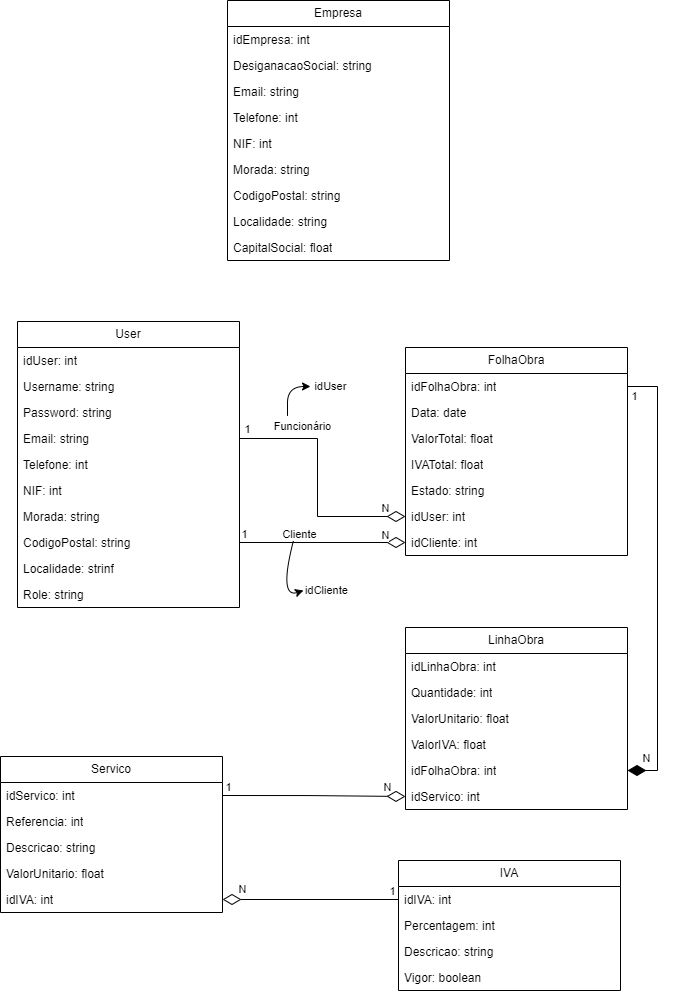 Empresa
idEmpresa: int
DesiganacaoSocial: string
Email: string
Telefone: int
NIF: int
Morada: string
CodigoPostal: string
Localidade: string
CapitalSocial: float
User
idUser: int
Username: string
Password: string
Email: string
Telefone: int
NIF: int
Morada: string
CodigoPostal: string
Localidade: strinf
Role: string
idUser
1
Funcionário
N
1
Cliente
N
idCliente
FolhaObra
idFolhaObra: int
Data: date
ValorTotal: float
IVATotal: float
Estado: string
idUser: int
idCliente: int
1
N
LinhaObra
idLinhaObra: int
Quantidade: int
ValorUnitario: float
ValorIVA: float
idFolhaObra: int
idServico: int
Servico
idServico: int
Referencia: int
Descricao: string
ValorUnitario: float
idIVA: int
1
N
N
1
IVA
idIVA: int
Percentagem: int
Descricao: string
Vigor: boolean